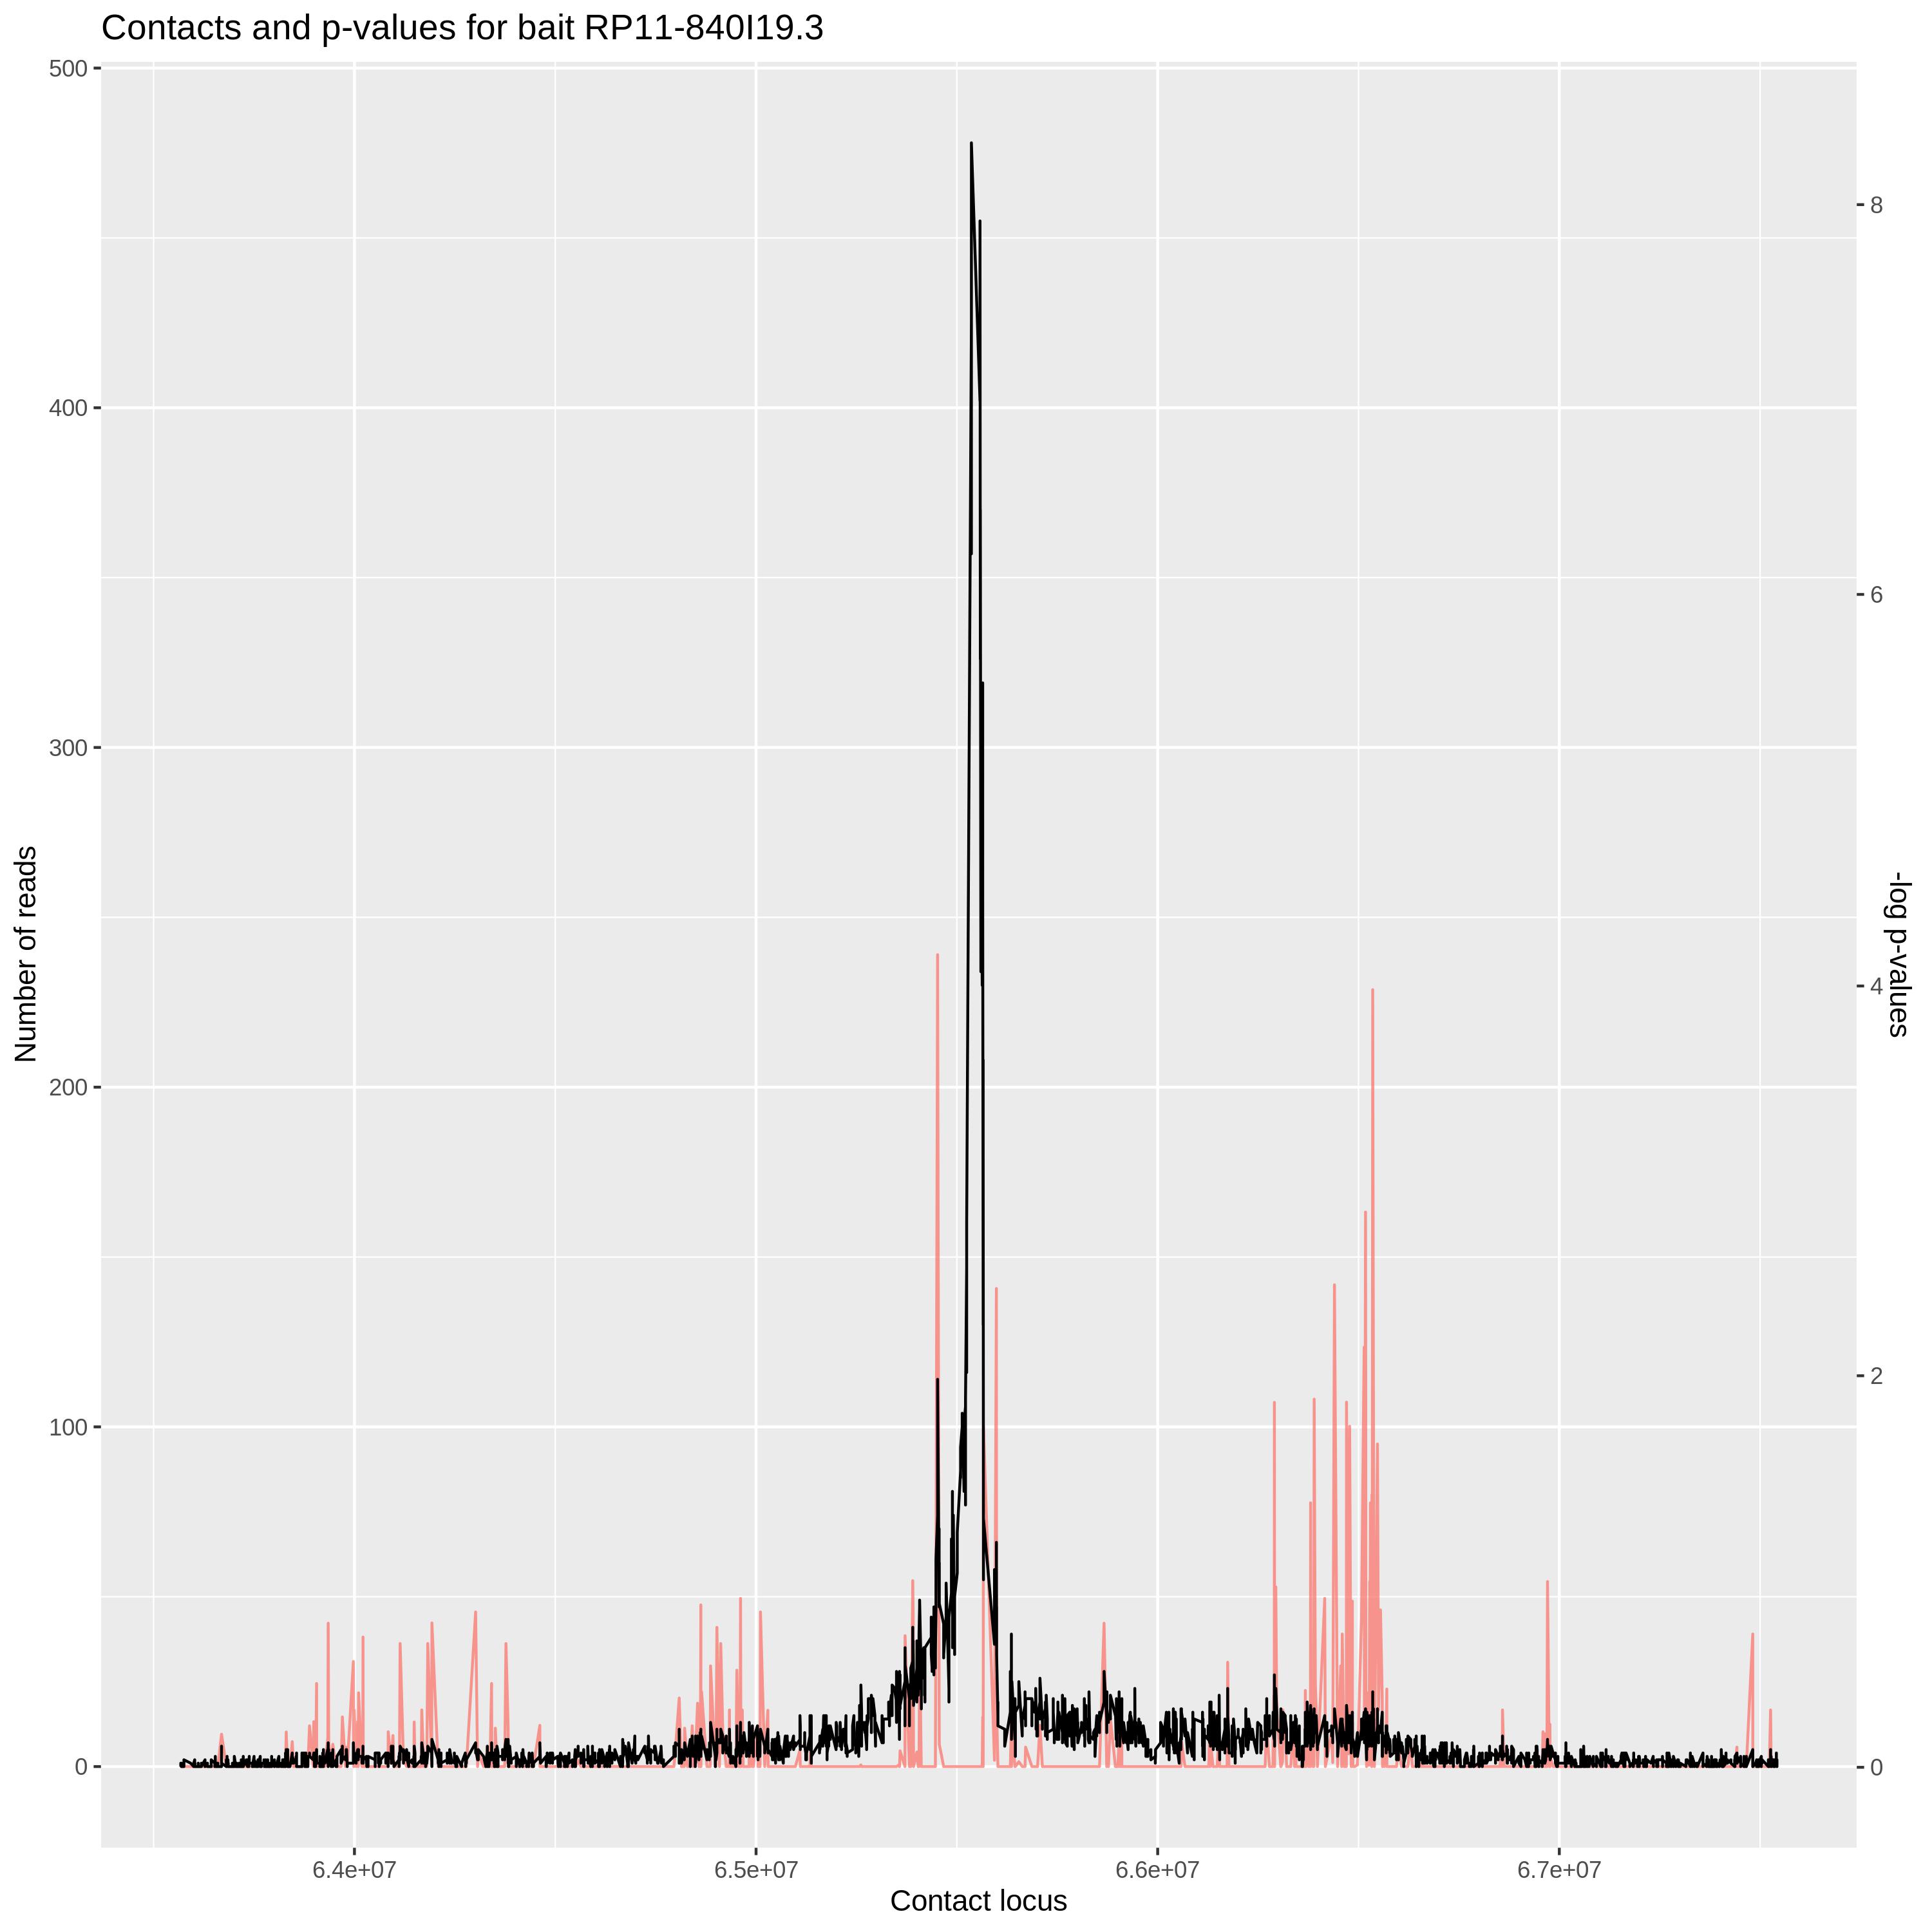 Contacts and p-values for bait RP11-840I19.3
500
400
300
200
100
0
Number of reads
8
6
4
2
0
-log p-values
6.4e+07 6.5e+07 6.6e+07 6.7e+07
Contact locus